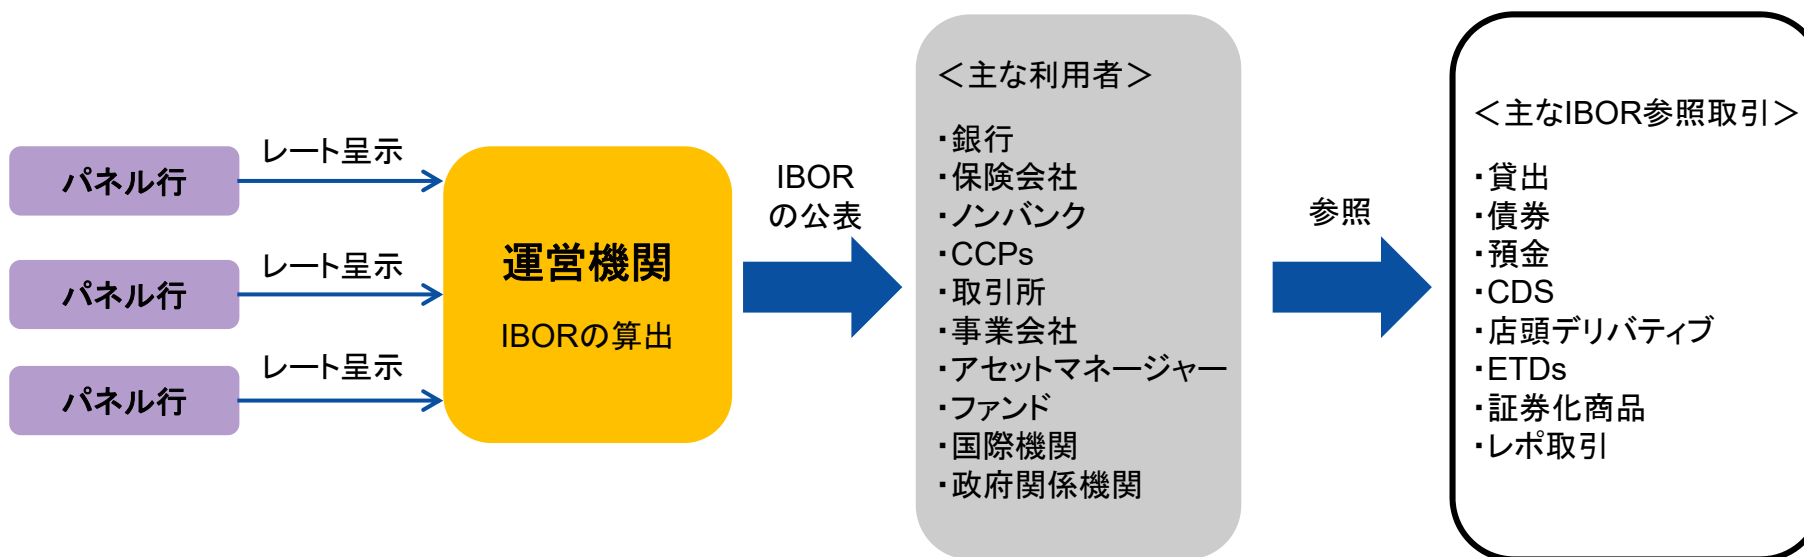 レート呈示
パネル行
レート呈示
パネル行
レート呈示
パネル行
運営機関
IBORの算出
IBOR
の公表
＜主な利用者＞
・銀行
・保険会社
・ノンバンク
・CCPs
・取引所
・事業会社
・アセットマネージャー
・ファンド
・国際機関
・政府関係機関
参照
＜主なIBOR参照取引＞
・貸出
・債券
・預金
・CDS
・店頭デリバティブ
・ETDs
・証券化商品
・レポ取引